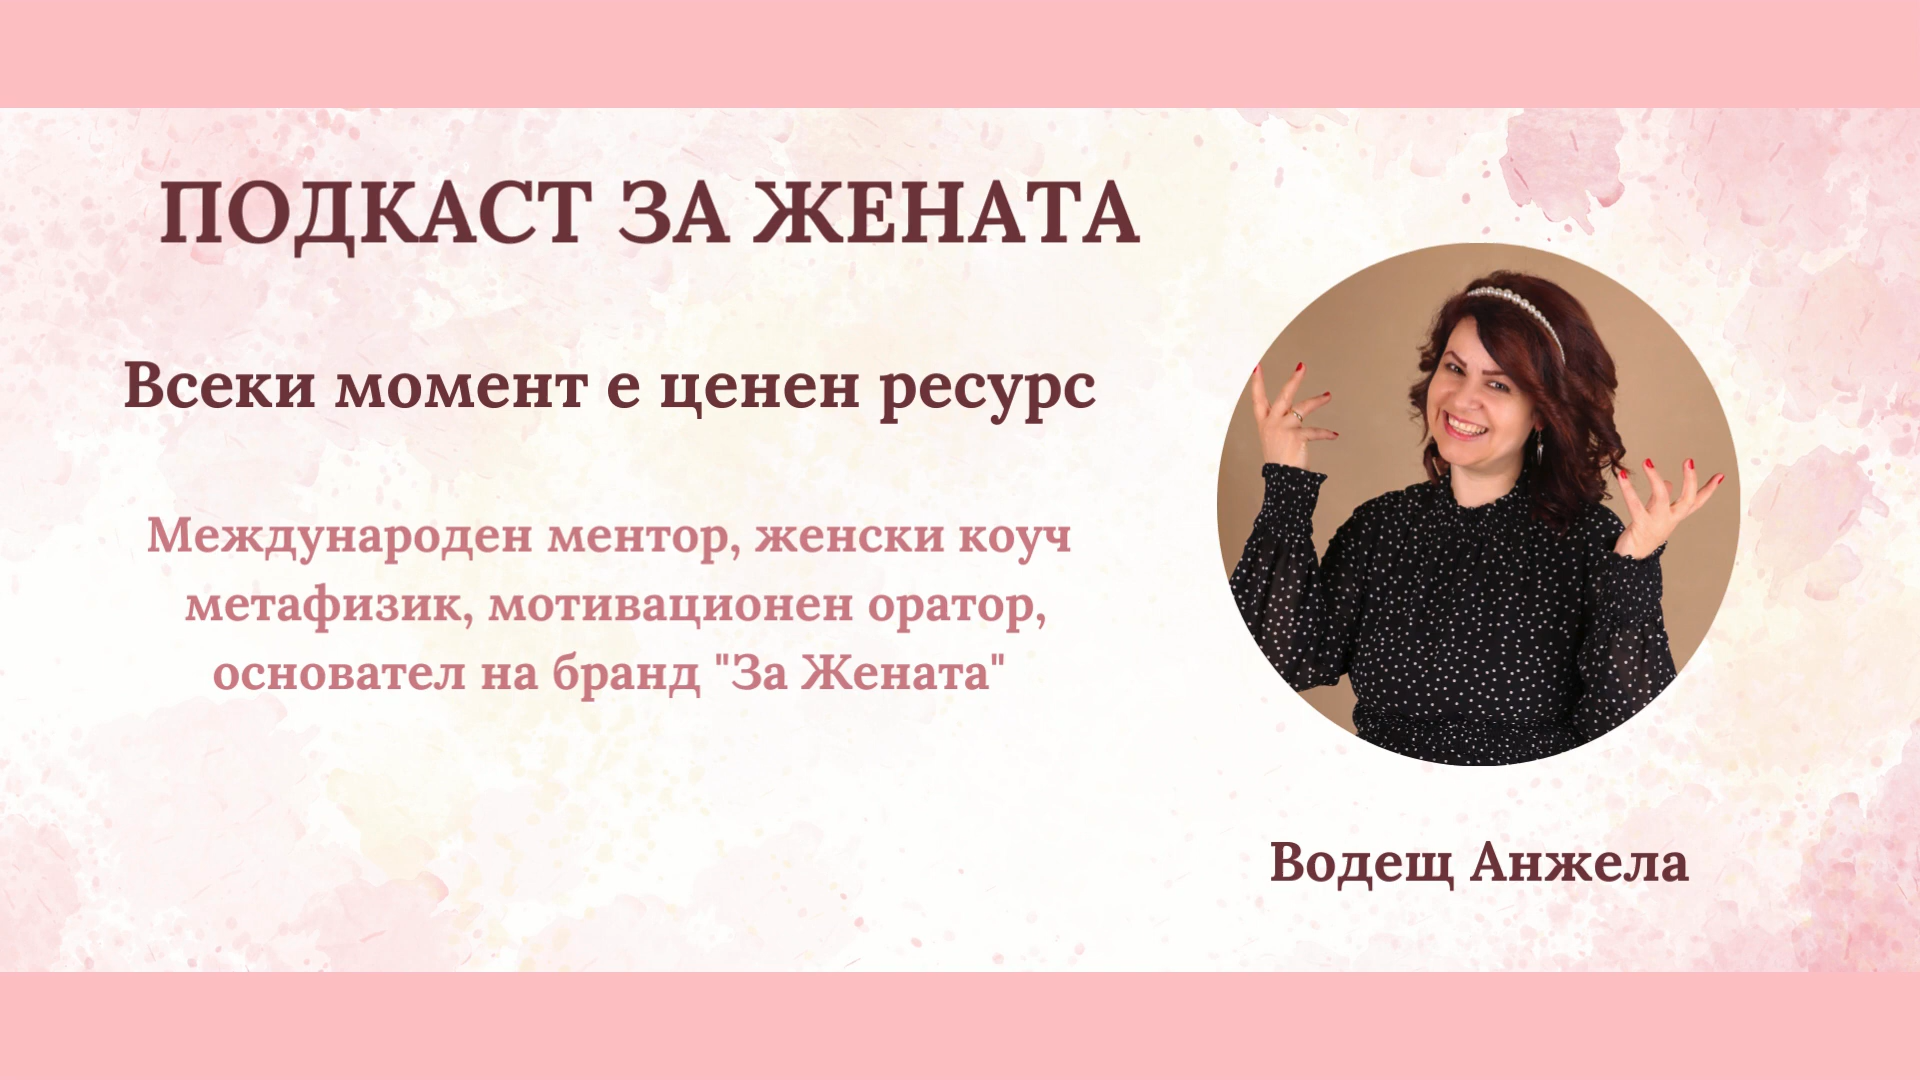 ПОДКАСТ ЗА ЖЕНАТА
Всеки момент е ценен ресурс
Международен ментор, женски коуч
метафизик, мотивационен оратор,
основател на бранд "За Жената"
Водещ Анжела